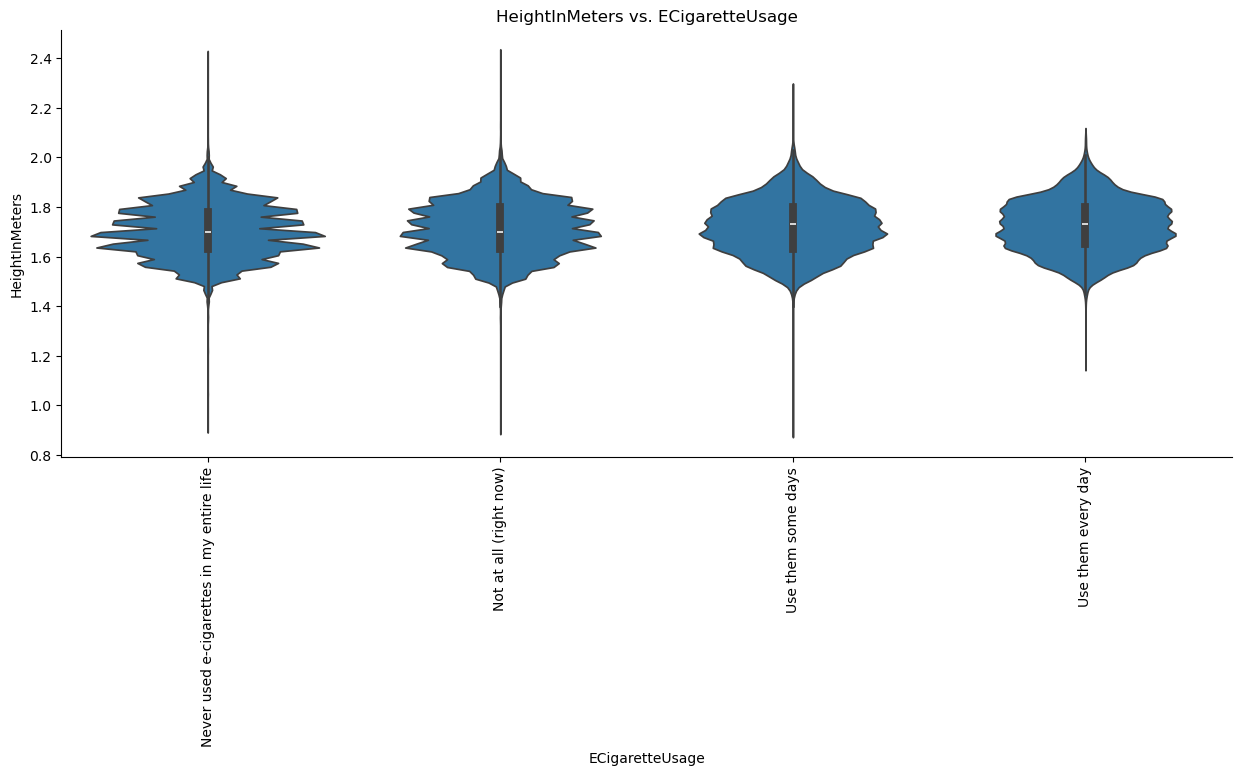 HeightInMeters vs. ECigaretteUsage
HeightInMeters
2.4
2.2
2.0
1.8
1.6
1.4
1.2
1.0
0.8
Never used e-cigarettes in my entire life
Not at all (right now)
Use them some days
Use them every day
ECigaretteUsage